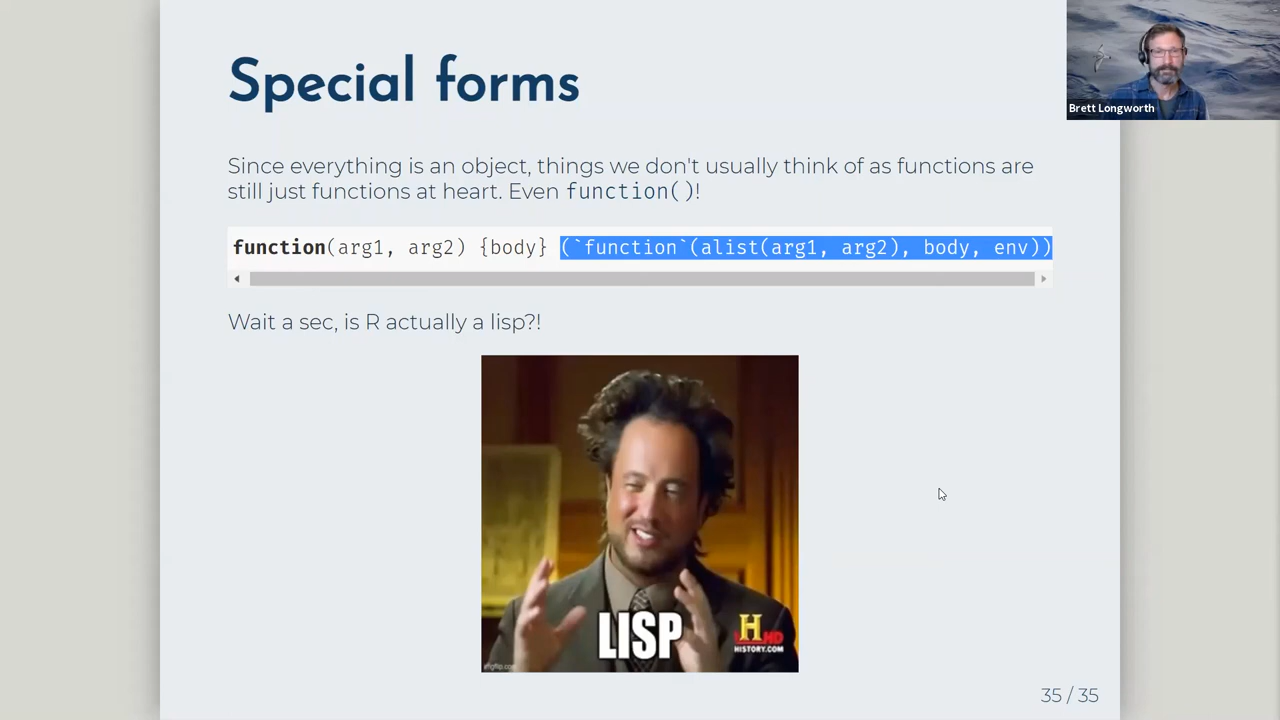 Special forms
Brett Longworth
Since everything is an object, things we don't usually think of as functions are
still just functions at heart. Even function()!
function(arg1, arg2) {body} (`function`(alist(arg1, arg2), body, env))
Wait a sec, is R actually a lisp?!
LISP
H HD
HISTORY.COM
imgflip.com
35 / 35